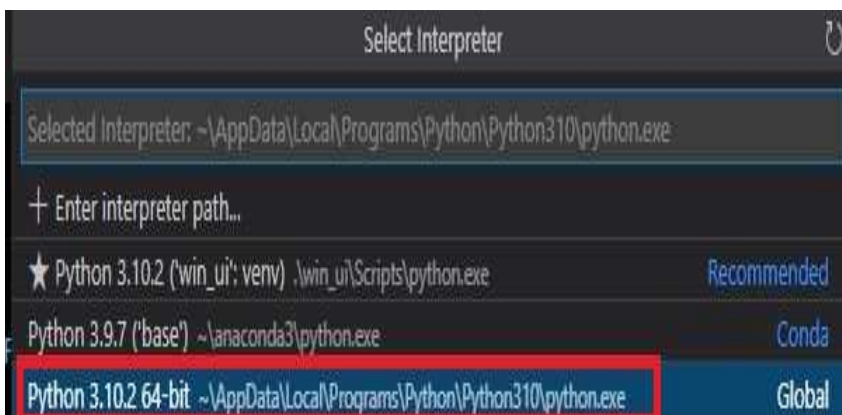 Select Interpreter
Selected Interpreter: ~\AppData\Local\Programs\Python\Python310\python.exe
+ Enter interpreter path...
★ Python 3.10.2 ('win_ui': venv) .\win_ui\Scripts\python.exe Recommended
Python 3.9.7 ('base') ~\anaconda3\python.exe Conda
Python 3.10.2 64-bit ~\AppData\Local\Programs\Python\Python310\python.exe Global